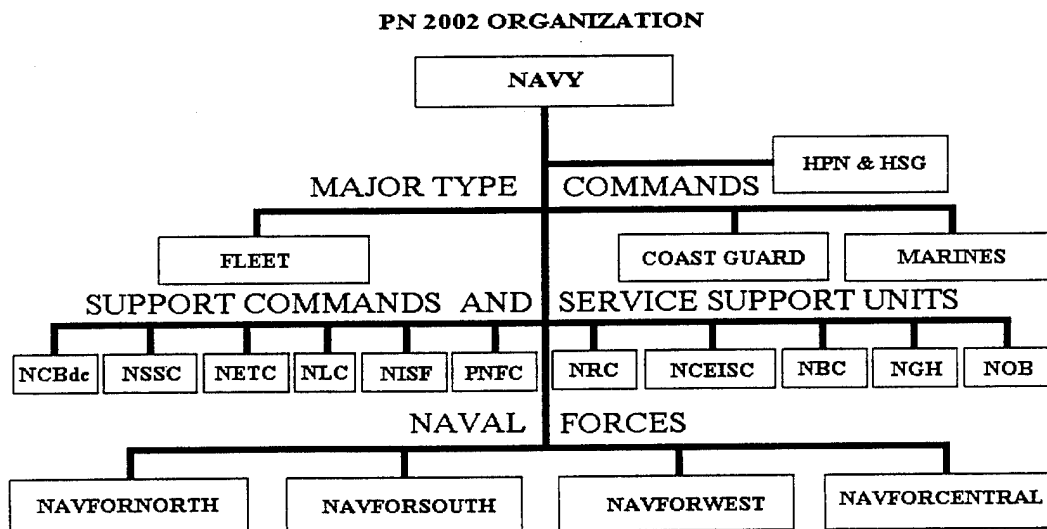 PN 2002 ORGANIZATION
NAVY
HPN & HSG
MAJOR TYPE COMMANDS
FLEET
COAST GUARD
MARINES
SUPPORT COMMANDS AND SERVICE SUPPORT UNITS
NCBde
NSSC
NETC
NLC
NISF
PNFC
NRC
NCEISC
NBC
NGH
NOB
NAVAL FORCES
NAVFORNORTH
NAVFORSOUTH
NAVFORWEST
NAVFORCENTRAL